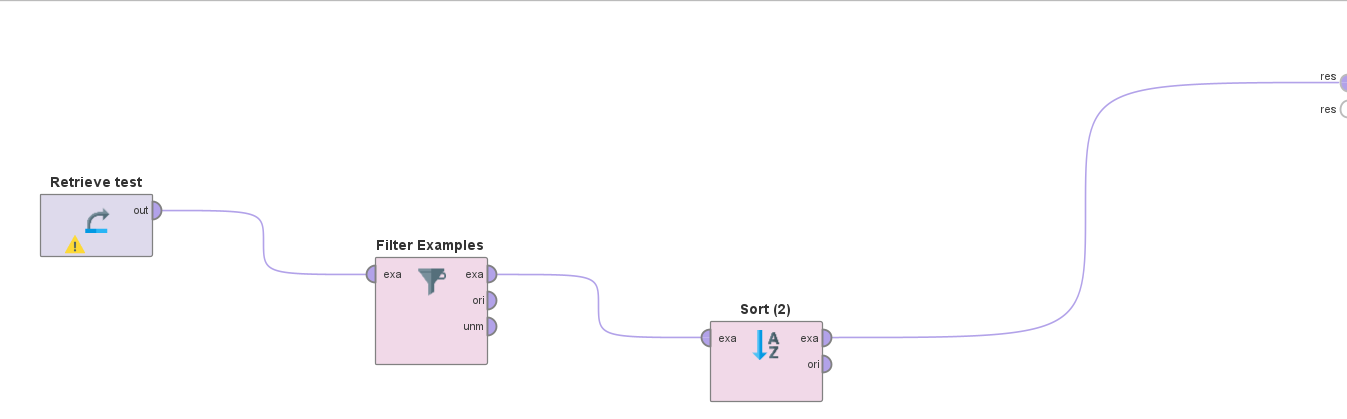 res
res
Retrieve test
out
!
Filter Examples
exa exa
ori
unm
Sort (2)
exa exa
A
Z
ori